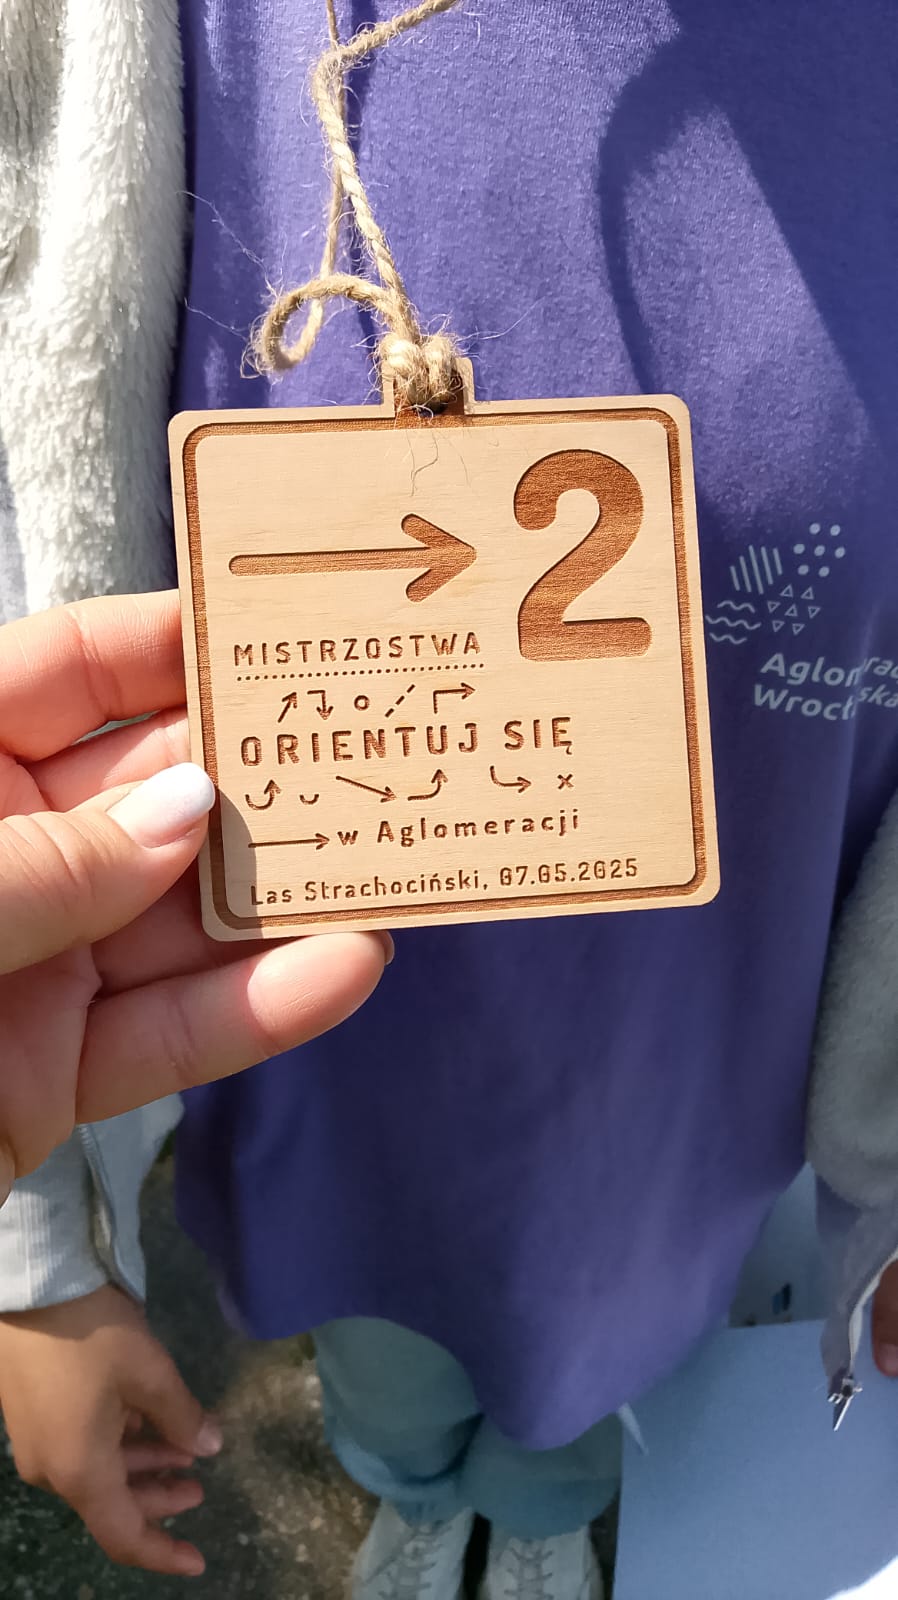 2
MISTRZOSTWA
ORIENTUJ SIĘ
w Aglomeracji
Las Strachociński, 07.05.2025